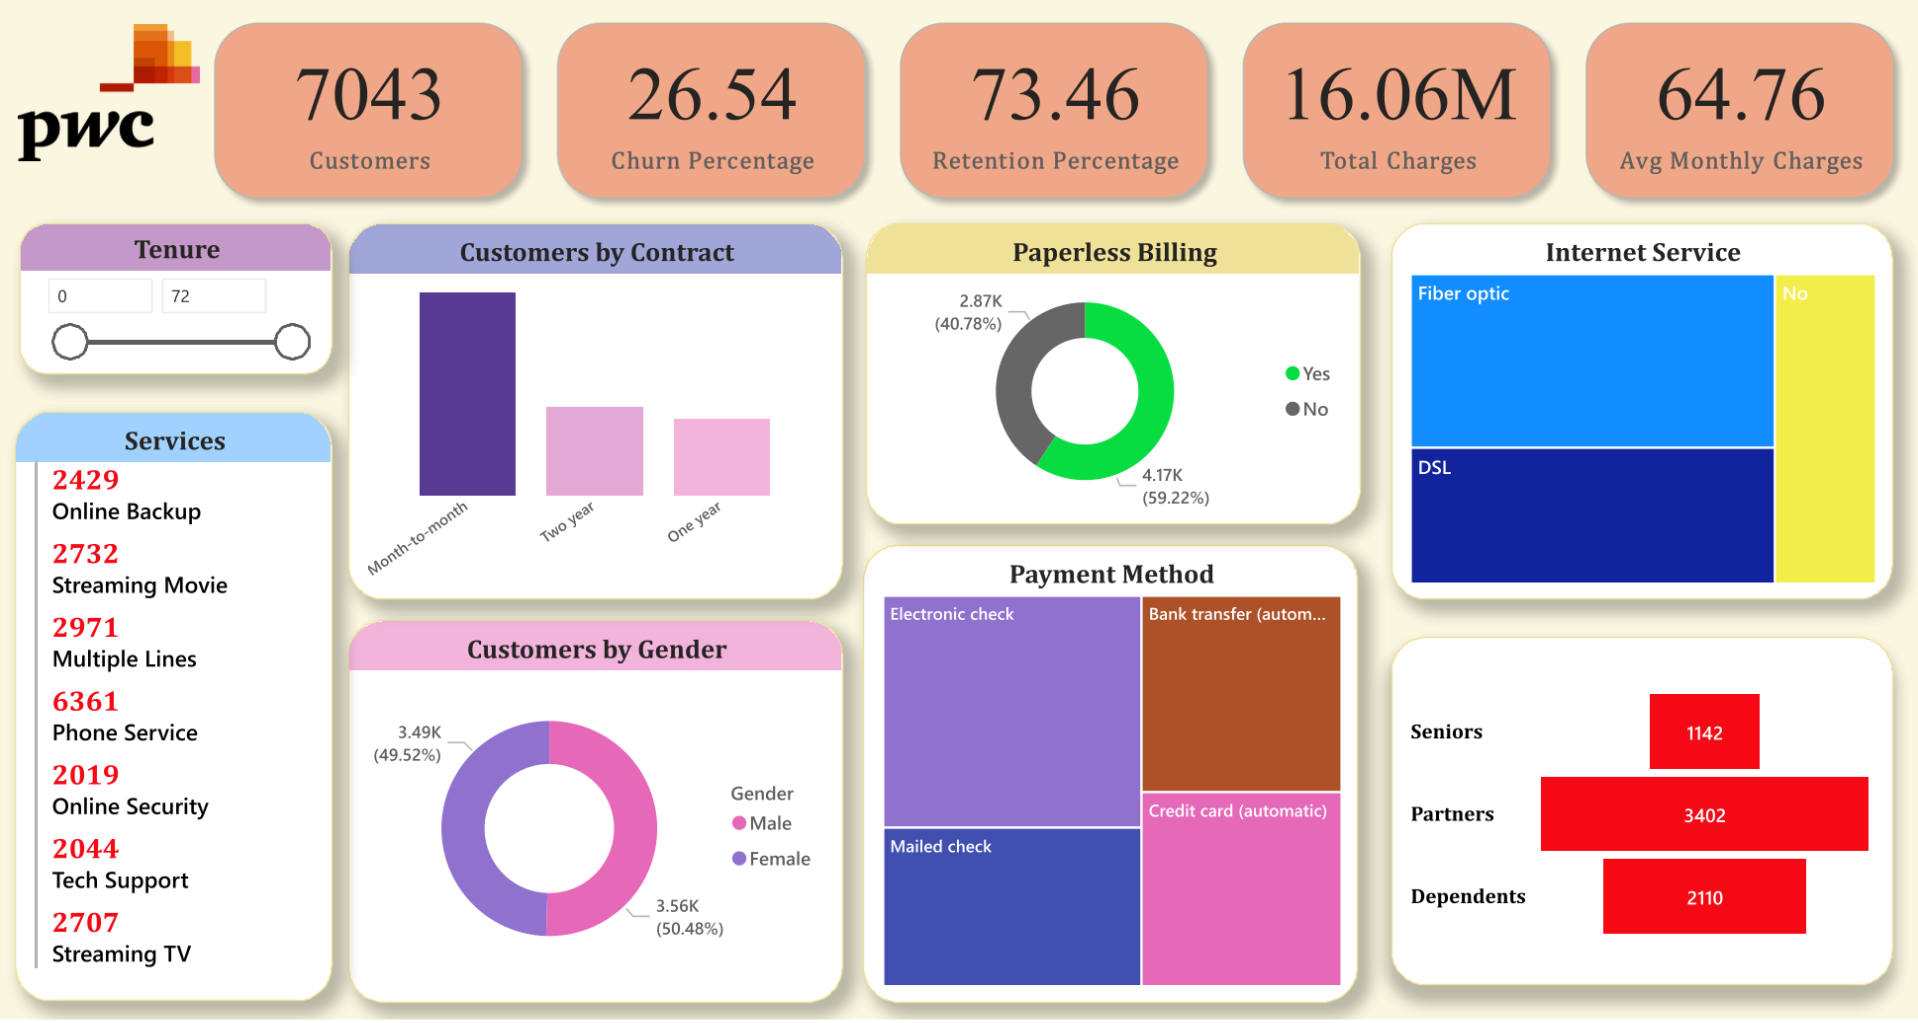 pwc
7043
Customers
26.54
Churn Percentage
73.46
Retention Percentage
16.06M
Total Charges
64.76
Avg Monthly Charges
Tenure
0
72
Services
2429
Online Backup
2732
Streaming Movie
2971
Multiple Lines
6361
Phone Service
2019
Online Security
2044
Tech Support
2707
Streaming TV
Customers by Contract
Month-to-month
Two year
One year
Customers by Gender
3.49K
(49.52%)
Gender
Male
Female
3.56K
(50.48%)
Paperless Billing
2.87K
(40.78%)
Yes
No
4.17K
(59.22%)
Payment Method
Electronic check
Bank transfer (autom...
Mailed check
Credit card (automatic)
Internet Service
Fiber optic
No
DSL
Seniors
1142
Partners
3402
Dependents
2110